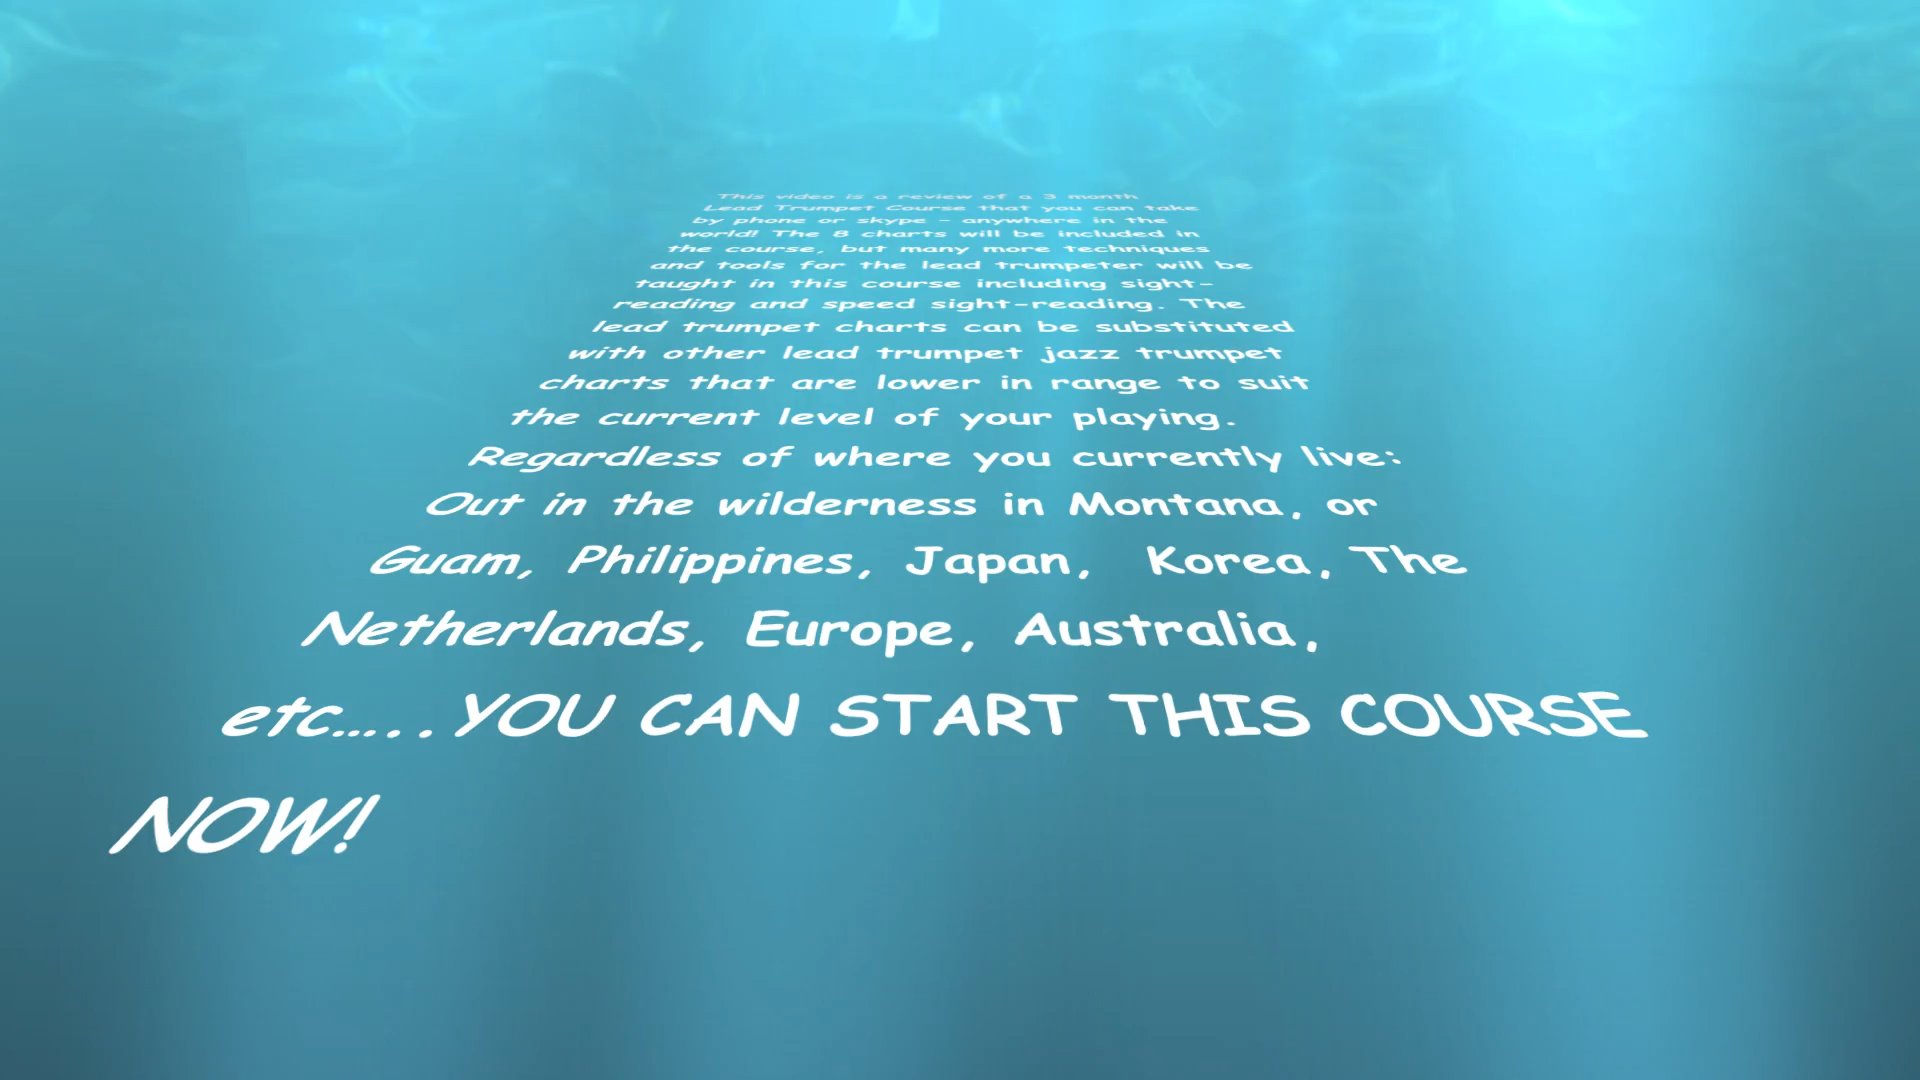 This video is a review of a 3 month
Lead Trumpet Course that you can take
by phone or skype - anywhere in the
world! The 8 charts will be included in
the course, but many more techniques
and tools for the lead trumpeter will be
taught in this course including sight-
reading and speed sight-reading. The
lead trumpet charts can be substituted
with other lead trumpet jazz trumpet
charts that are lower in range to suit
the current level of your playing.
Regardless of where you currently live:
Out in the wilderness in Montana, or
Guam, Philippines, Japan,  Korea, The
Netherlands, Europe, Australia,
etc.....YOU CAN START THIS COURSE
NOW!